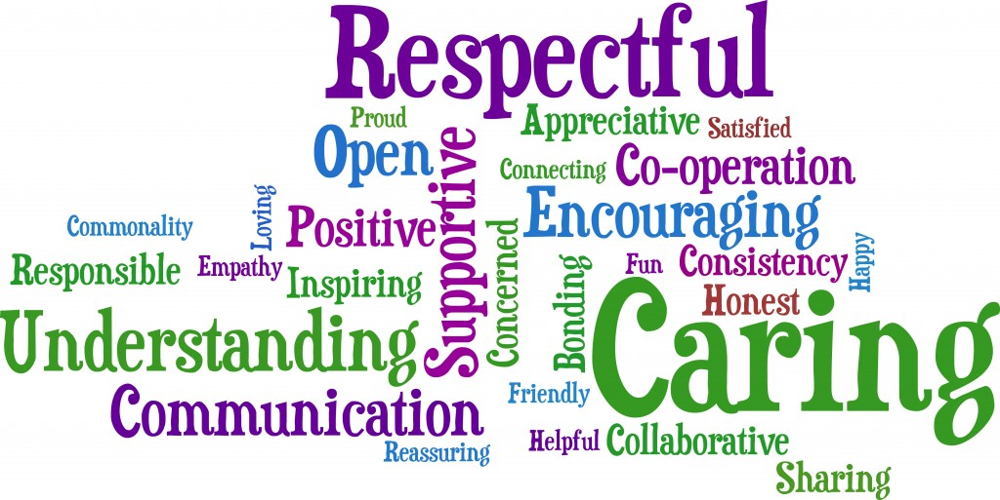 Respectful
Proud
Appreciative
Satisfied
Open
Supportive
Connecting
Co-operation
Loving
Commonality
Positive
Encouraging
Concerned
Happy
Responsible
Empathy
Inspiring
Bonding
Fun
Consistency
Honest
Understanding
Caring
Communication
Friendly
Reassuring
Helpful
Collaborative
Sharing